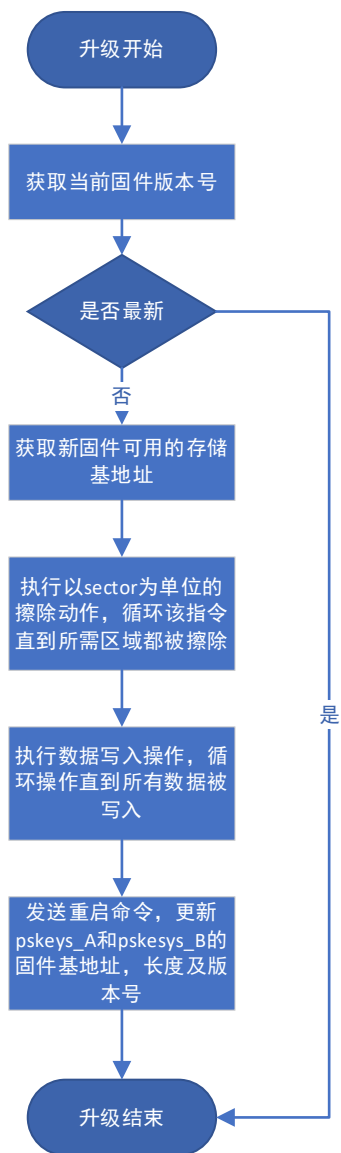 升级开始
获取当前固件版本号
是否最新
否
获取新固件可用的存储
基地址
执行以sector为单位的
擦除动作，循环该指令
直到所需区域都被擦除
是
执行数据写入操作，循
环操作直到所有数据被
写入
发送重启命令，更新
pskeys_A和pskesys_B的
固件基地址，长度及版
本号
升级结束